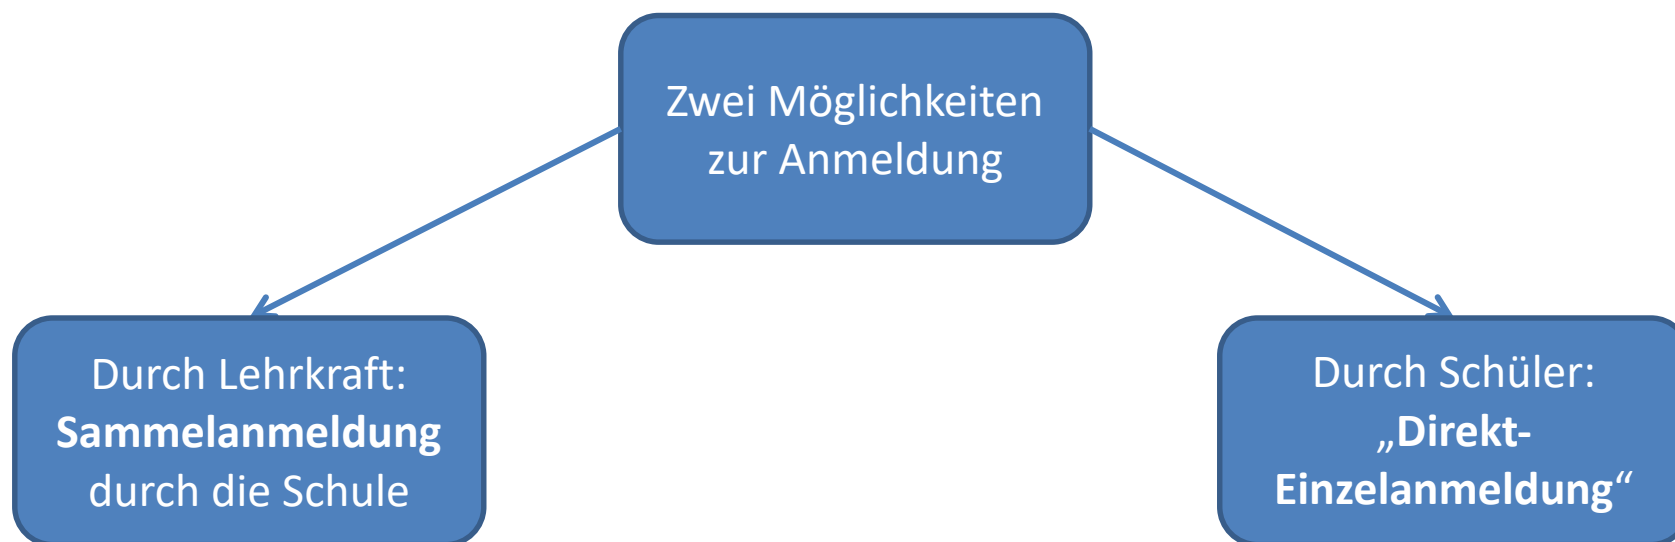 Zwei Möglichkeiten
zur Anmeldung
Durch Lehrkraft:
Sammelanmeldung
durch die Schule
Durch Schüler:
„Direkt-
Einzelanmeldung“